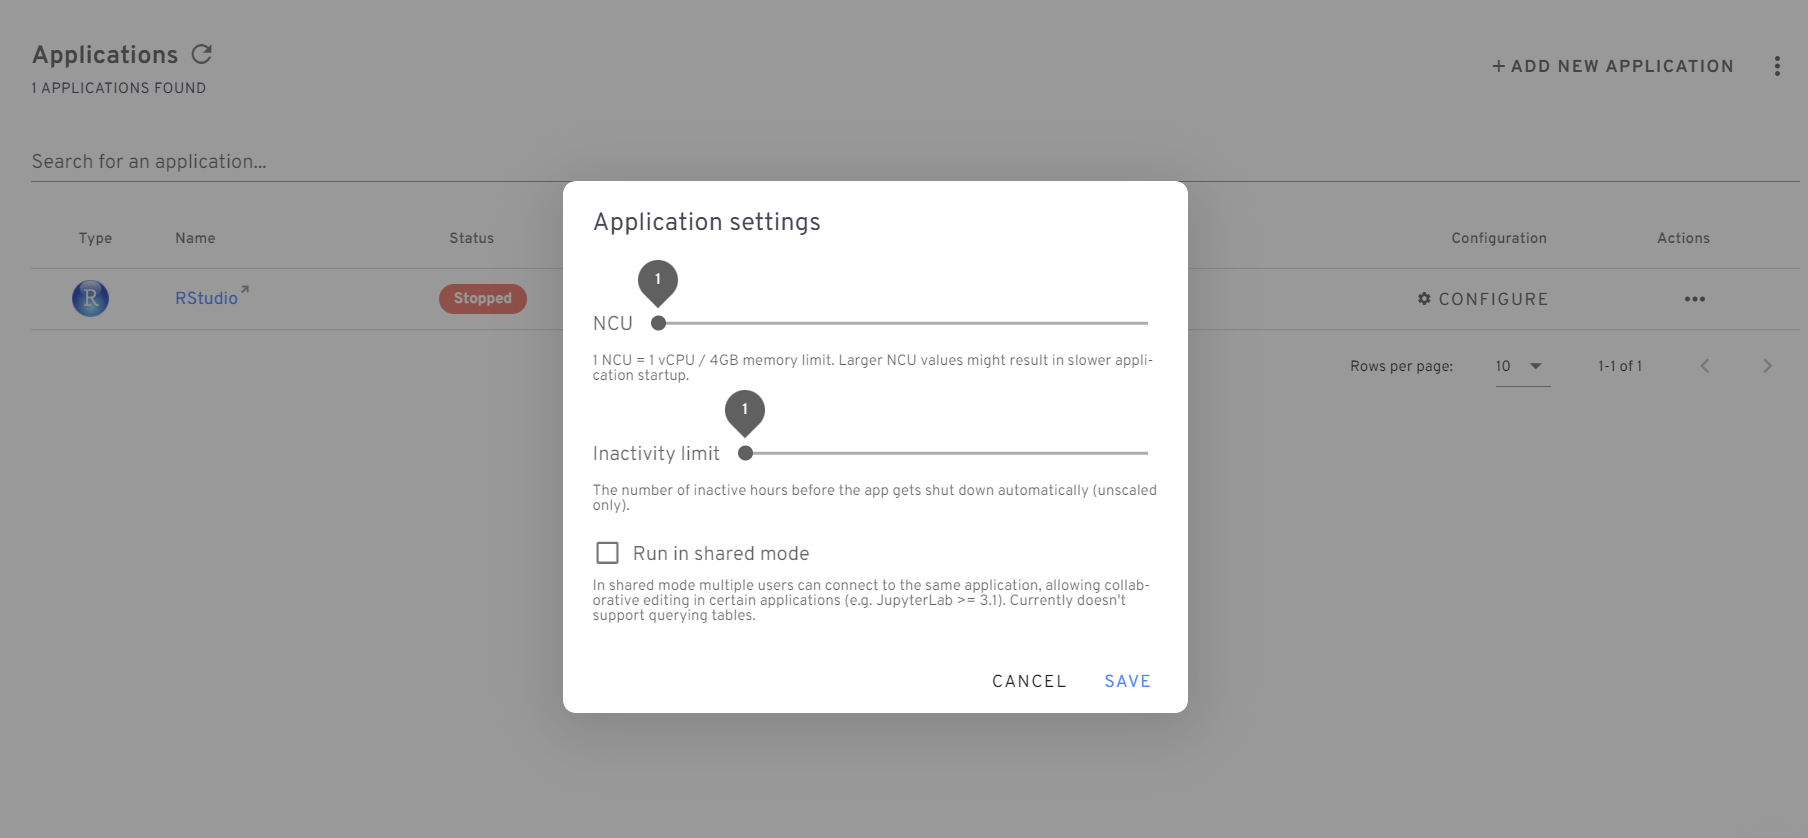 Applications
1 APPLICATIONS FOUND
+ ADD NEW APPLICATION
Search for an application...
Type Name Status Configuration Actions
R RStudio Stopped CONFIGURE
Rows per page: 10 1-1 of 1
Application settings
1
NCU
1 NCU = 1 vCPU / 4GB memory limit. Larger NCU values might result in slower appli-
cation startup.
1
Inactivity limit
The number of inactive hours before the app gets shut down automatically (unscaled
only).
Run in shared mode
In shared mode multiple users can connect to the same application, allowing collab-
orative editing in certain applications (e.g. JupyterLab >= 3.1). Currently doesn't
support querying tables.
CANCEL SAVE